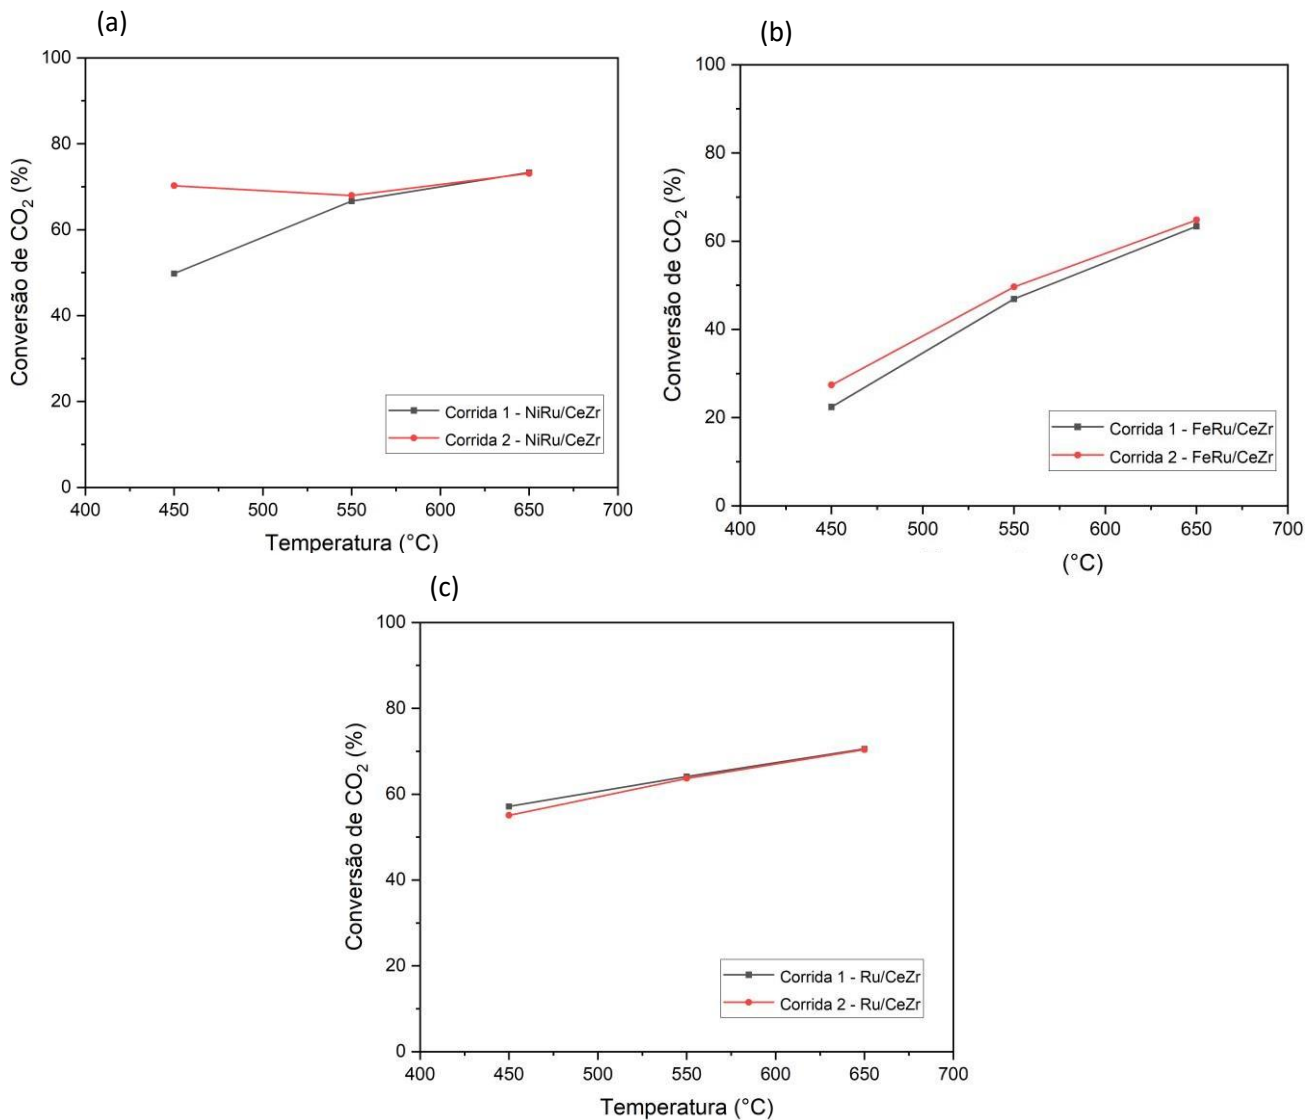 (a)
100
80
60
40
20
0
Conversão de CO₂ (%)
400 450 500 550 600 650 700
Temperatura (°C)
Corrida 1 - NiRu/CeZr
Corrida 2 - NiRu/CeZr
(b)
100
80
60
40
20
0
Conversão de CO₂ (%)
400 450 500 550 600 650 700
(°C)
Corrida 1 - FeRu/CeZr
Corrida 2 - FeRu/CeZr
(c)
100
80
60
40
20
0
Conversão de CO₂ (%)
400 450 500 550 600 650 700
Temperatura (°C)
Corrida 1 - Ru/CeZr
Corrida 2 - Ru/CeZr